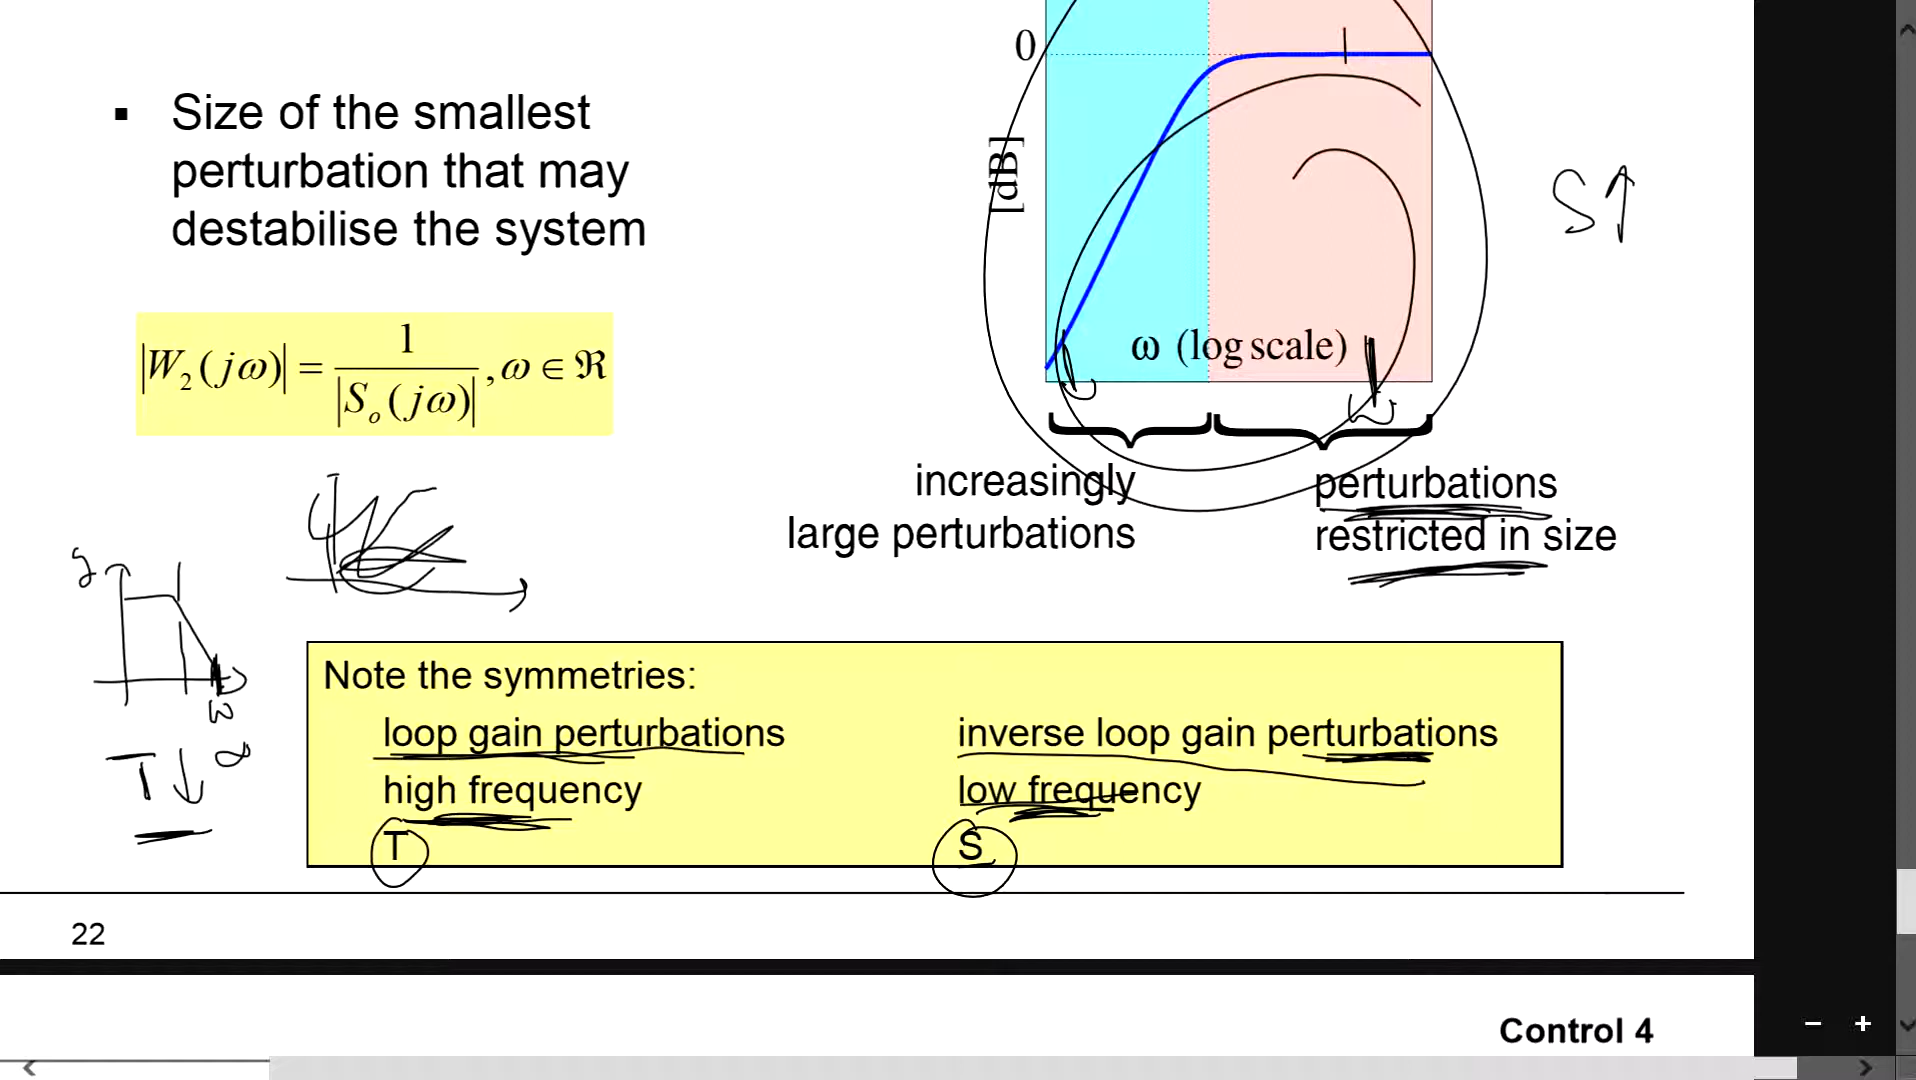 0
▪ Size of the smallest
perturbation that may
destabilise the system
[dB]
S↑
|W₂(jω)| = 1 / |Sₒ(jω)|, ω ∈ ℜ
ω (log scale)
increasingly
large perturbations
perturbations
restricted in size
ω
T↓
Note the symmetries:
loop gain perturbations inverse loop gain perturbations
high frequency low frequency
T S
22
Control 4
− +